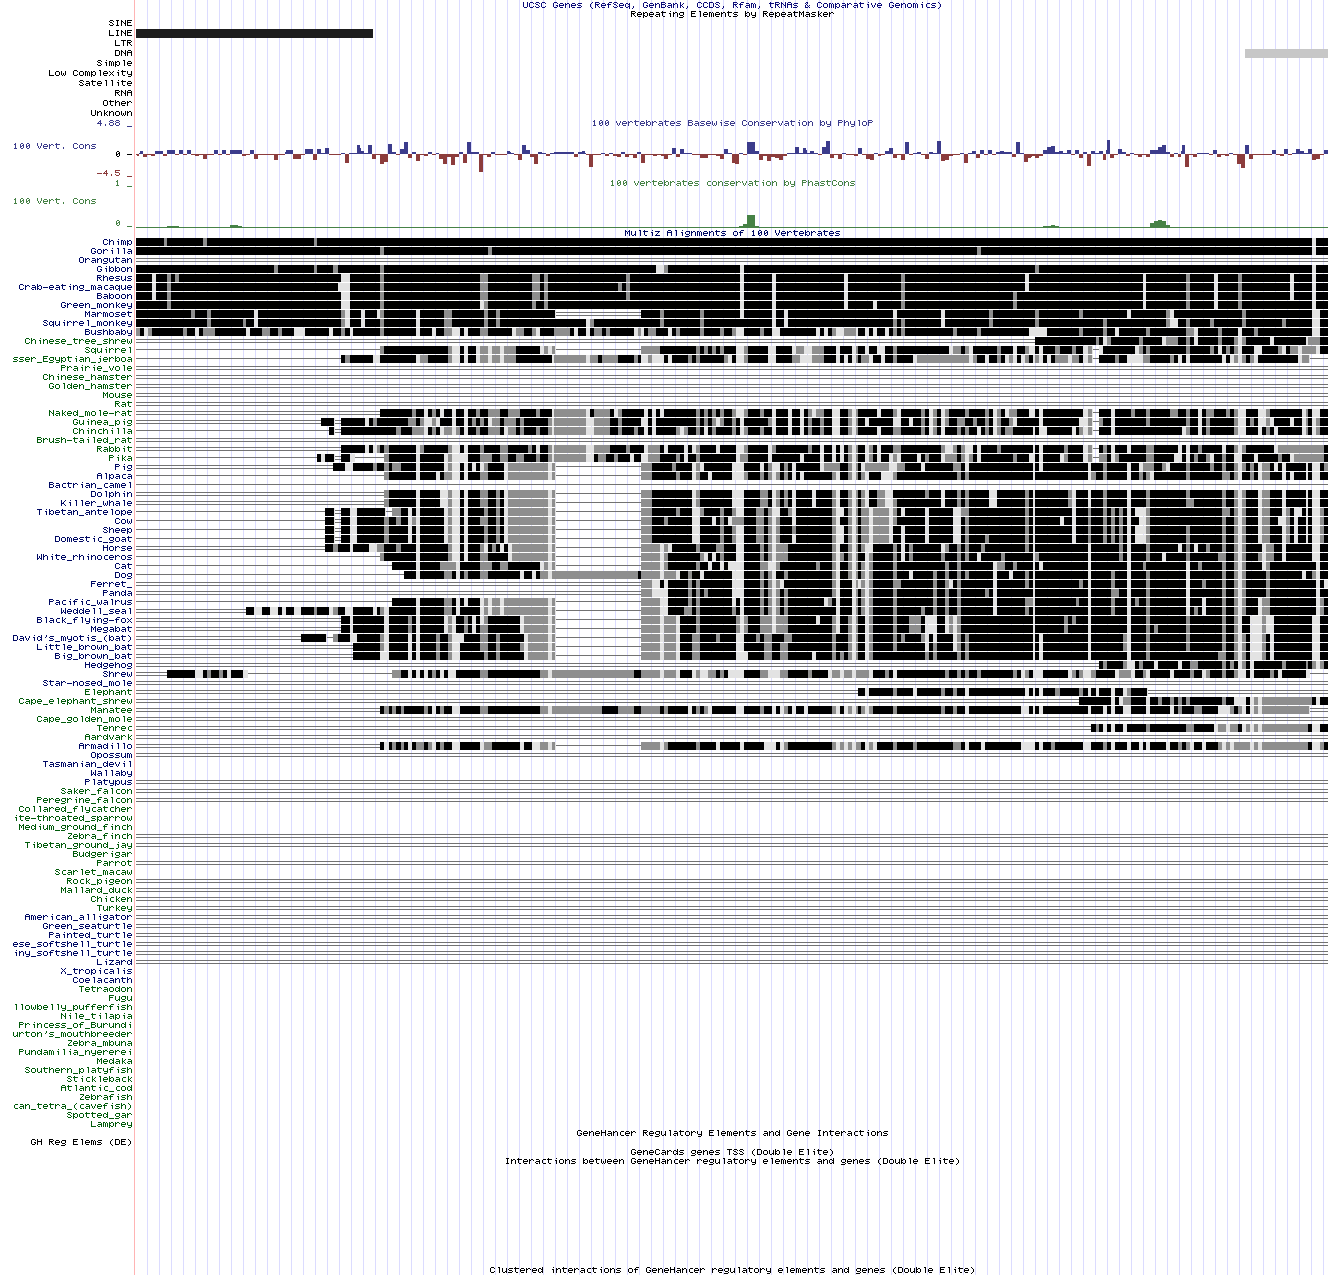 UCSC Genes (RefSeq, GenBank, CCDS, Rfam, tRNAs & Comparative Genomics)
Repeating Elements by RepeatMasker
SINE
LINE
LTR
DNA
Simple
Low Complexity
Satellite
RNA
Other
Unknown
4.88 _
100 vertebrates Basewise Conservation by PhyloP
100 Vert. Cons
0 -
-4.5 _
100 vertebrates conservation by PhastCons
1 _
100 Vert. Cons
0 _
Multiz Alignments of 100 Vertebrates
Chimp
Gorilla
Orangutan
Gibbon
Rhesus
Crab-eating_macaque
Baboon
Green_monkey
Marmoset
Squirrel_monkey
Bushbaby
Chinese_tree_shrew
Squirrel
sser_Egyptian_jerboa
Prairie_vole
Chinese_hamster
Golden_hamster
Mouse
Rat
Naked_mole-rat
Guinea_pig
Chinchilla
Brush-tailed_rat
Rabbit
Pika
Pig
Alpaca
Bactrian_camel
Dolphin
Killer_whale
Tibetan_antelope
Cow
Sheep
Domestic_goat
Horse
White_rhinoceros
Cat
Dog
Ferret_
Panda
Pacific_walrus
Weddell_seal
Black_flying-fox
Megabat
David's_myotis_(bat)
Little_brown_bat
Big_brown_bat
Hedgehog
Shrew
Star-nosed_mole
Elephant
Cape_elephant_shrew
Manatee
Cape_golden_mole
Tenrec
Aardvark
Armadillo
Opossum
Tasmanian_devil
Wallaby
Platypus
Saker_falcon
Peregrine_falcon
Collared_flycatcher
ite-throated_sparrow
Medium_ground_finch
Zebra_finch
Tibetan_ground_jay
Budgerigar
Parrot
Scarlet_macaw
Rock_pigeon
Mallard_duck
Chicken
Turkey
American_alligator
Green_seaturtle
Painted_turtle
ese_softshell_turtle
iny_softshell_turtle
Lizard
X_tropicalis
Coelacanth
Tetraodon
Fugu
llowbelly_pufferfish
Nile_tilapia
Princess_of_Burundi
urton's_mouthbreeder
Zebra_mbuna
Pundamilia_nyererei
Medaka
Southern_platyfish
Stickleback
Atlantic_cod
Zebrafish
can_tetra_(cavefish)
Spotted_gar
Lamprey
GeneHancer Regulatory Elements and Gene Interactions
GH Reg Elems (DE)
GeneCards genes TSS (Double Elite)
Interactions between GeneHancer regulatory elements and genes (Double Elite)
Clustered interactions of GeneHancer regulatory elements and genes (Double Elite)